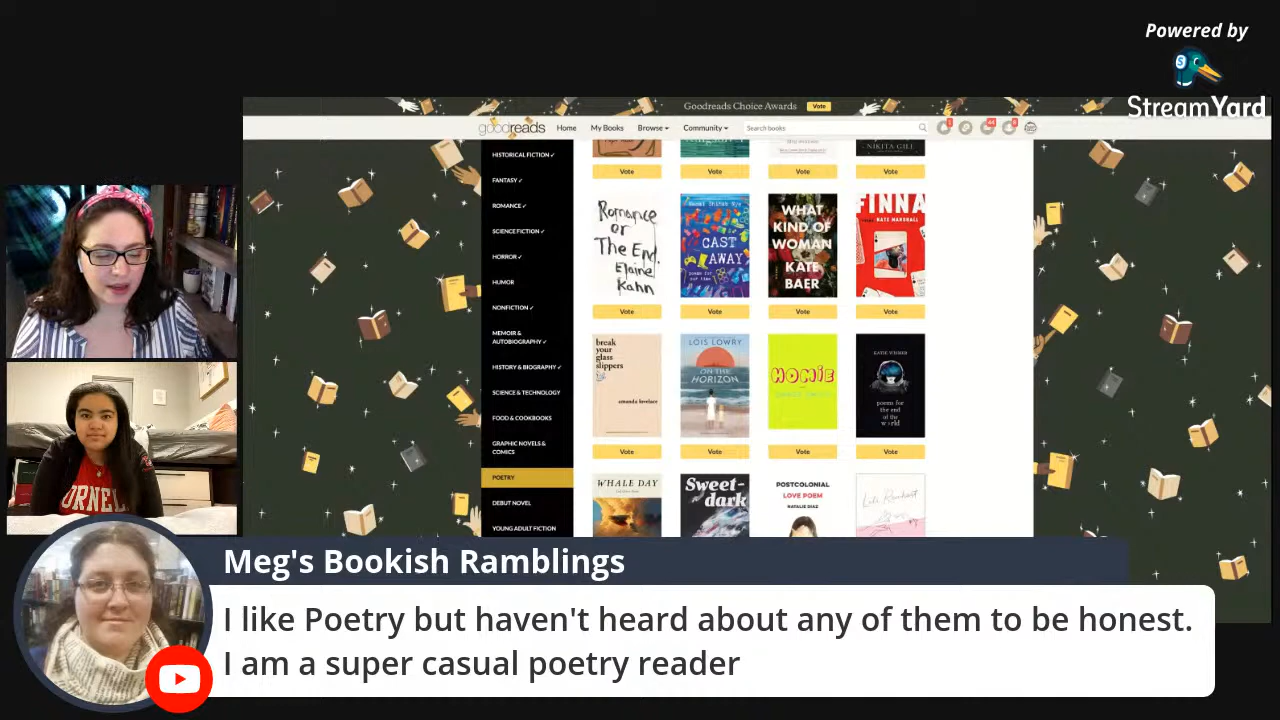 Powered by
StreamYard
Goodreads Choice Awards Vote
goodreads Home My Books Browse Community Search books
HISTORICAL FICTION ✓
FANTASY ✓
ROMANCE ✓
SCIENCE FICTION ✓
HORROR ✓
HUMOR
NONFICTION ✓
MEMOIR &
AUTOBIOGRAPHY ✓
HISTORY & BIOGRAPHY ✓
SCIENCE & TECHNOLOGY
FOOD & COOKBOOKS
GRAPHIC NOVELS &
COMICS
POETRY
DEBUT NOVEL
YOUNG ADULT FICTION
NIKITA GILL
Vote Vote Vote Vote
Romance
or
The End
Elaine
Kahn
CAST
AWAY
WHAT
KIND OF
WOMAN
KATE
BAER
FINNA
NATE MARSHALL
Vote Vote Vote Vote
break
your
glass
slippers
amanda lovelace
LOIS LOWRY
ON THE
HORIZON
HOMIE
poems for
the end
of the
world
Vote Vote Vote Vote
WHALE DAY
Sweet-
dark
POSTCOLONIAL
LOVE POEM
NATALIE DIAZ
Lili Reinhart
ORNELL
Meg's Bookish Ramblings
I like Poetry but haven't heard about any of them to be honest.
I am a super casual poetry reader